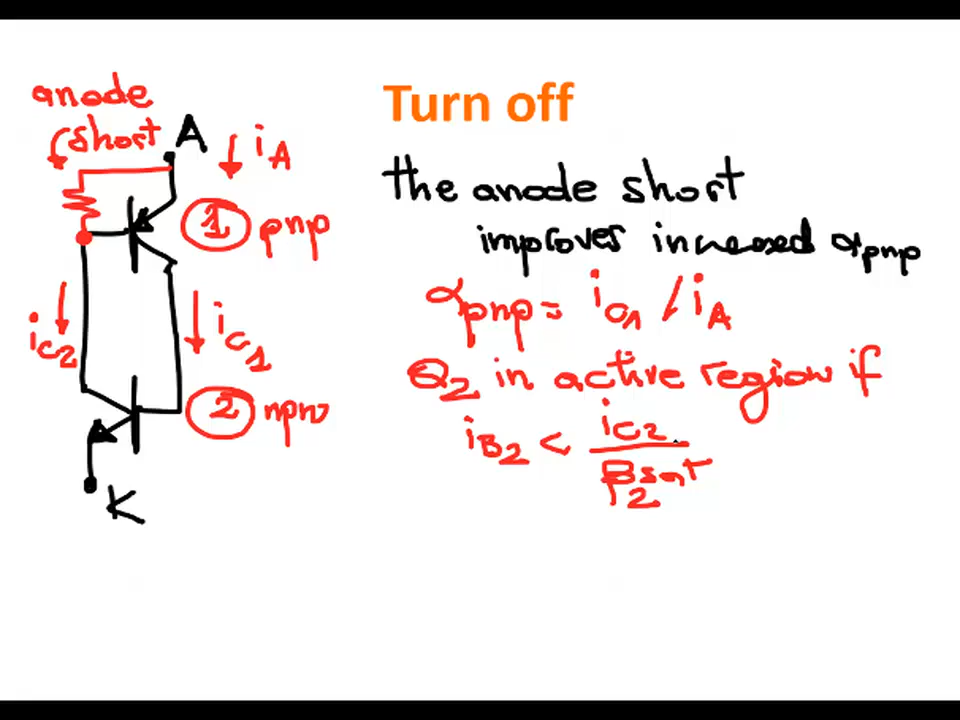 Turn off
anode
short
A
iA
1 pnp
iC2
iC1
2 npn
K
the anode short
improves increased αpnp
αpnp = iC1 / iA
Q2 in active region if
iB2 < iC2 / β2sat